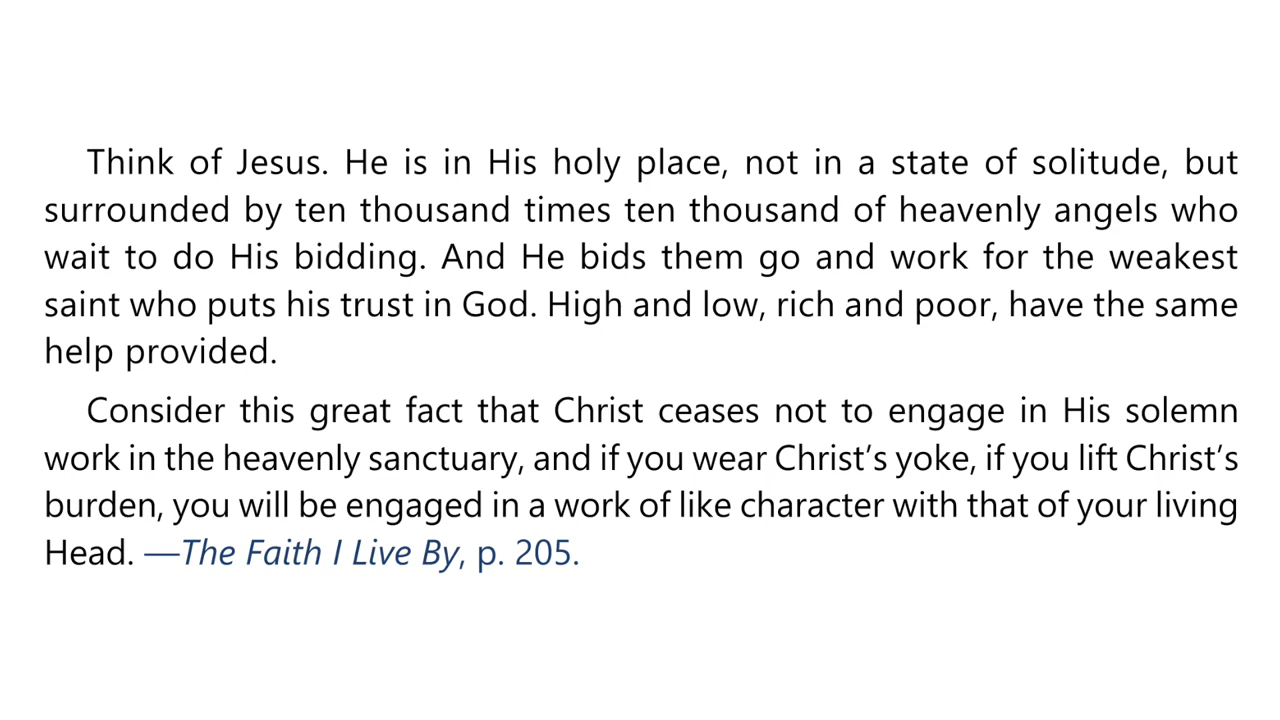 Think of Jesus. He is in His holy place, not in a state of solitude, but
surrounded by ten thousand times ten thousand of heavenly angels who
wait to do His bidding. And He bids them go and work for the weakest
saint who puts his trust in God. High and low, rich and poor, have the same
help provided.
Consider this great fact that Christ ceases not to engage in His solemn
work in the heavenly sanctuary, and if you wear Christ’s yoke, if you lift Christ’s
burden, you will be engaged in a work of like character with that of your living
Head. —The Faith I Live By, p. 205.